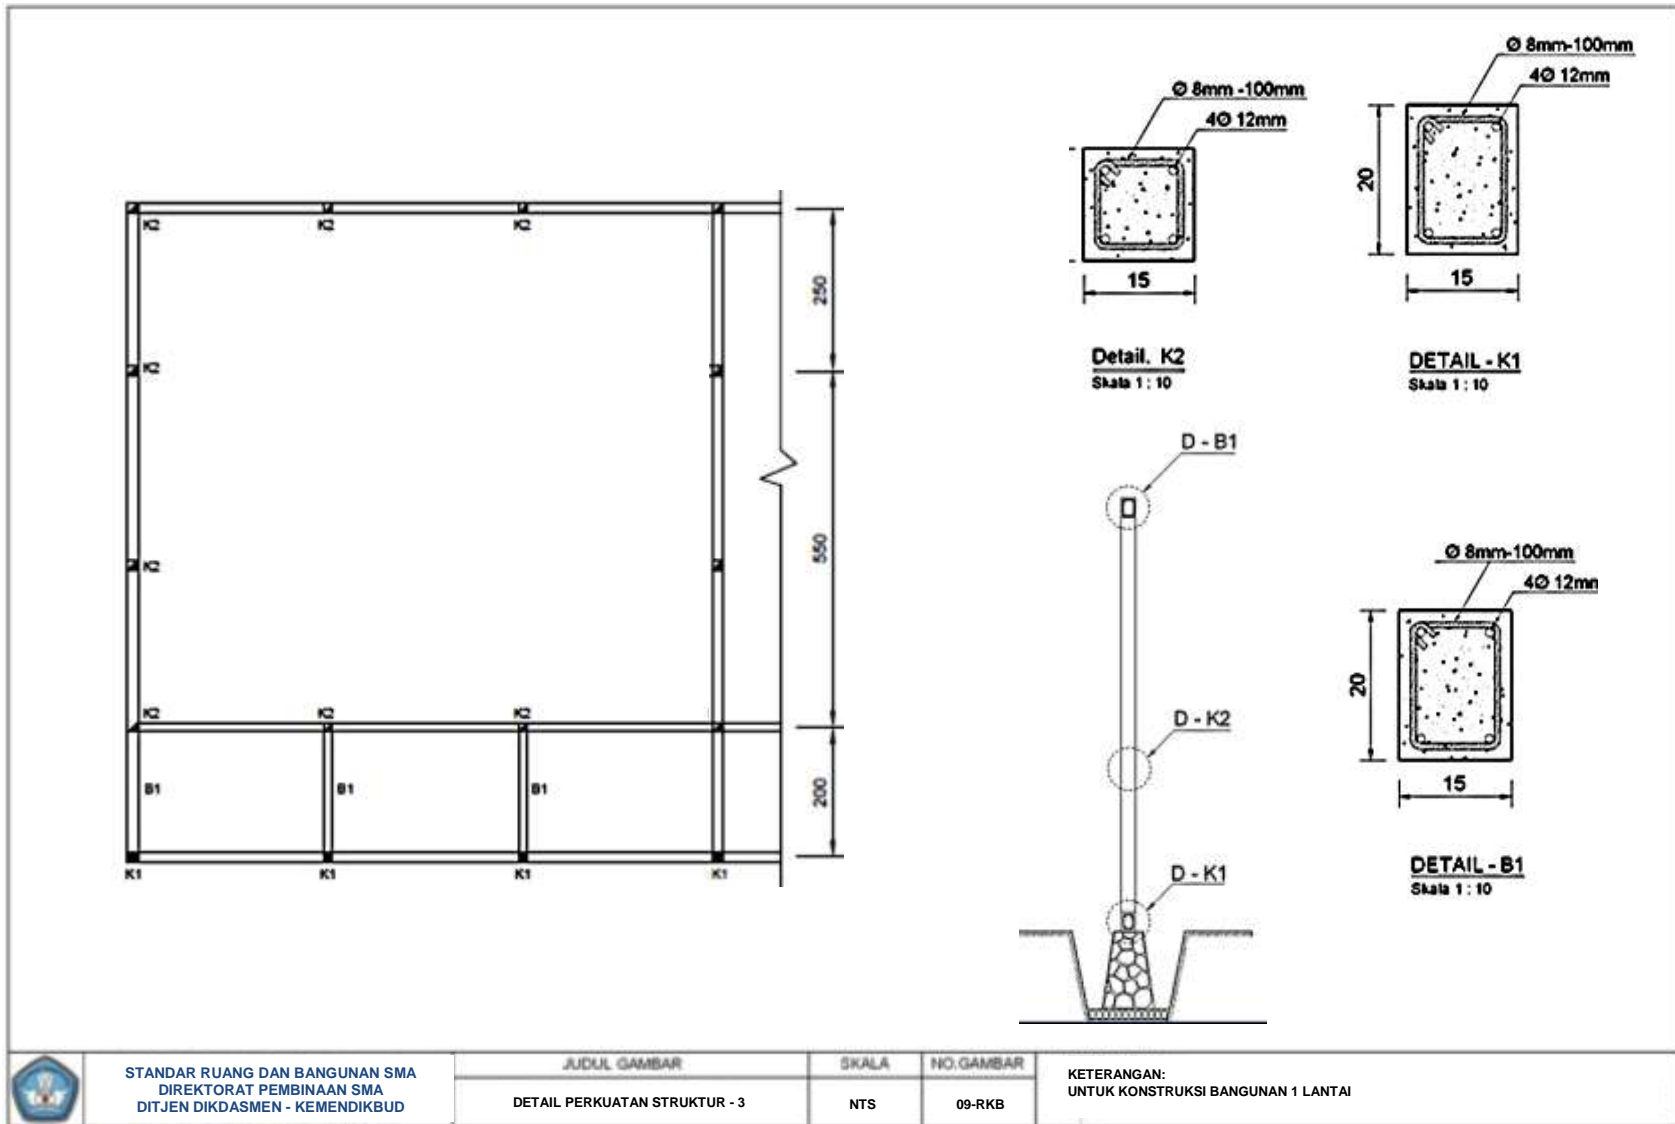 K2
K2
K2
K2
K2
K2
K2
K2
B1
B1
B1
K1
K1
K1
K1
250
550
200
Ø 8mm -100mm
4Ø 12mm
15
Detail. K2
Skala 1 : 10
Ø 8mm-100mm
4Ø 12mm
20
15
DETAIL - K1
Skala 1 : 10
D - B1
D - K2
D - K1
Ø 8mm-100mm
4Ø 12mm
20
15
DETAIL - B1
Skala 1 : 10
STANDAR RUANG DAN BANGUNAN SMA
DIREKTORAT PEMBINAAN SMA
DITJEN DIKDASMEN - KEMENDIKBUD
JUDUL GAMBAR
DETAIL PERKUATAN STRUKTUR - 3
SKALA
NTS
NO.GAMBAR
09-RKB
KETERANGAN:
UNTUK KONSTRUKSI BANGUNAN 1 LANTAI